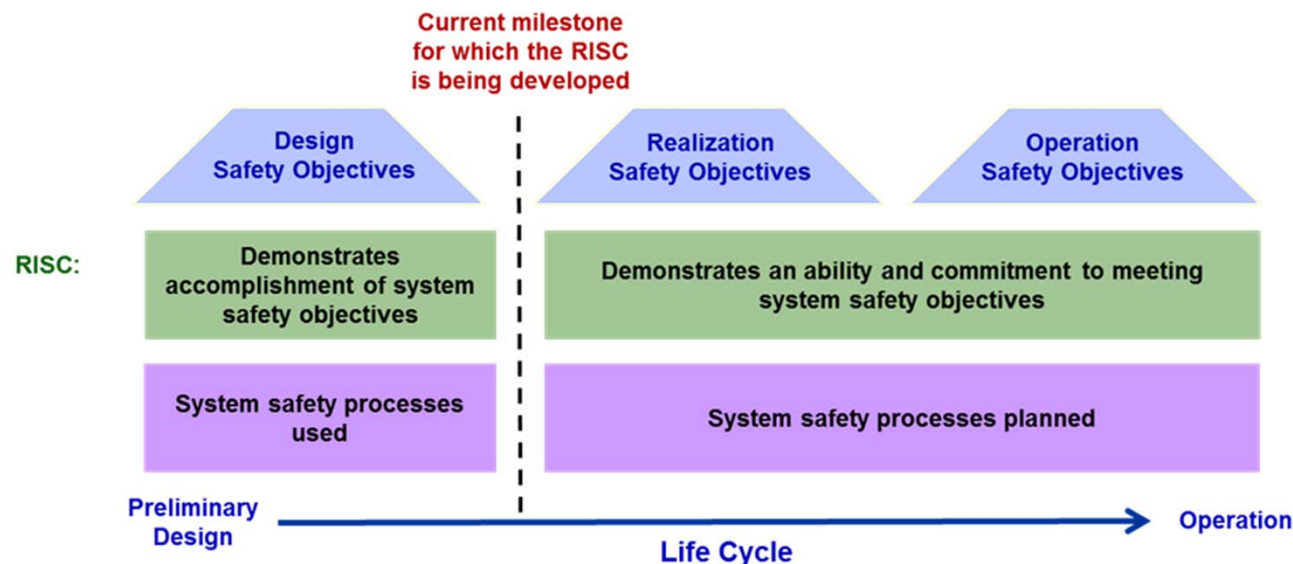 Current milestone
for which the RISC
is being developed
Design
Safety Objectives
Realization
Safety Objectives
Operation
Safety Objectives
RISC:
Demonstrates
accomplishment of system
safety objectives
Demonstrates an ability and commitment to meeting
system safety objectives
System safety processes
used
System safety processes planned
Preliminary
Design
Operation
Life Cycle